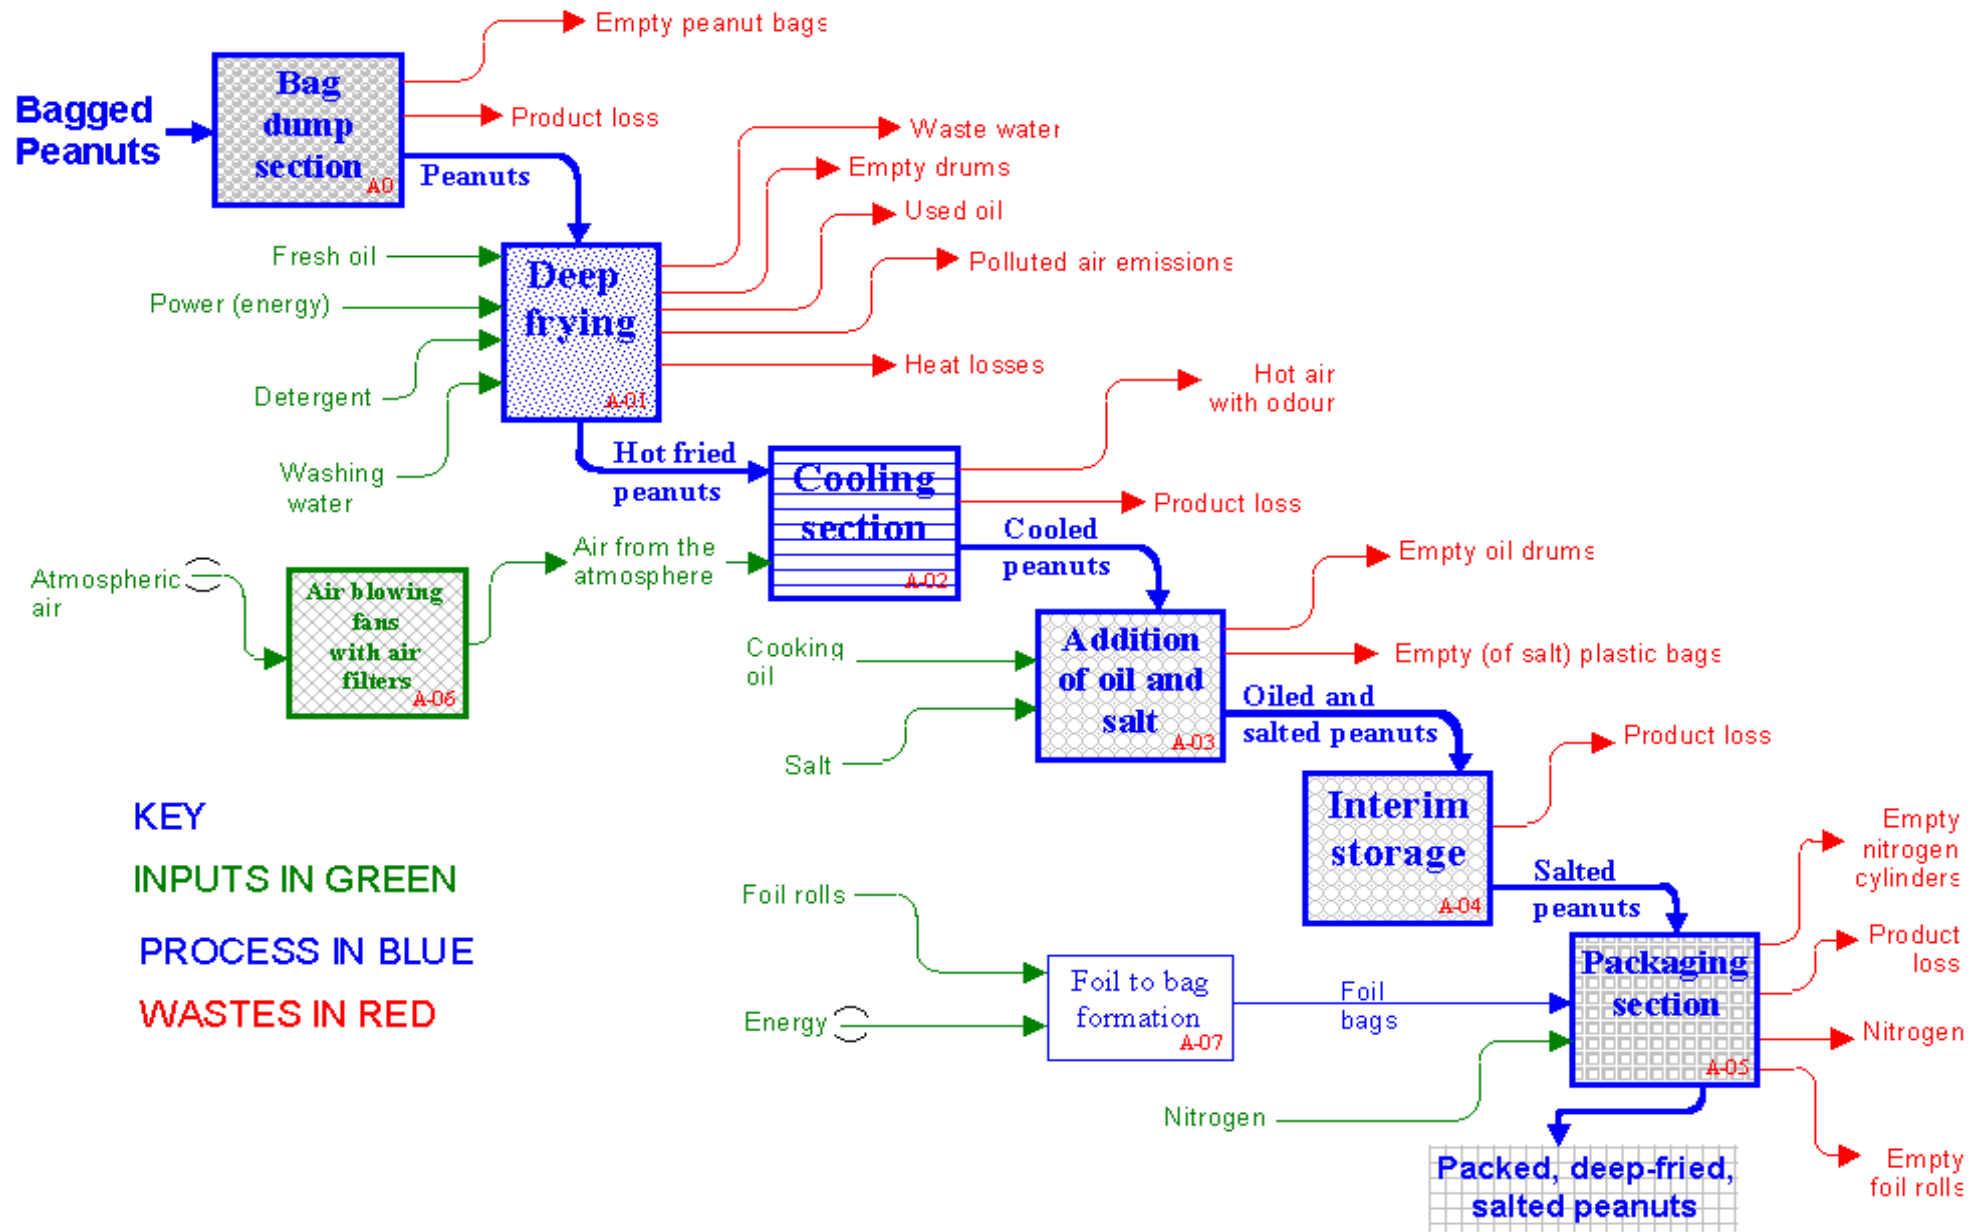 Empty peanut bags
Bag
dump
section
A0
Bagged
Peanuts
Product loss
Peanuts
Waste water
Empty drums
Used oil
Polluted air emissions
Heat losses
Fresh oil
Power (energy)
Detergent
Washing
water
Deep
frying
A-01
Hot fried
peanuts
Hot air
with odour
Product loss
Cooling
section
A-02
Cooled
peanuts
Atmospheric
air
Air blowing
fans
with air
filters
A-06
Air from the
atmosphere
Empty oil drums
Empty (of salt) plastic bags
Cooking
oil
Salt
Addition
of oil and
salt
A-03
Oiled and
salted peanuts
Product loss
Interim
storage
A-04
Salted
peanuts
Empty
nitrogen
cylinders
Product
loss
Nitrogen
Empty
foil rolls
KEY
INPUTS IN GREEN
PROCESS IN BLUE
WASTES IN RED
Foil rolls
Energy
Foil to bag
formation
A-07
Foil
bags
Nitrogen
Packaging
section
A-05
Packed, deep-fried,
salted peanuts